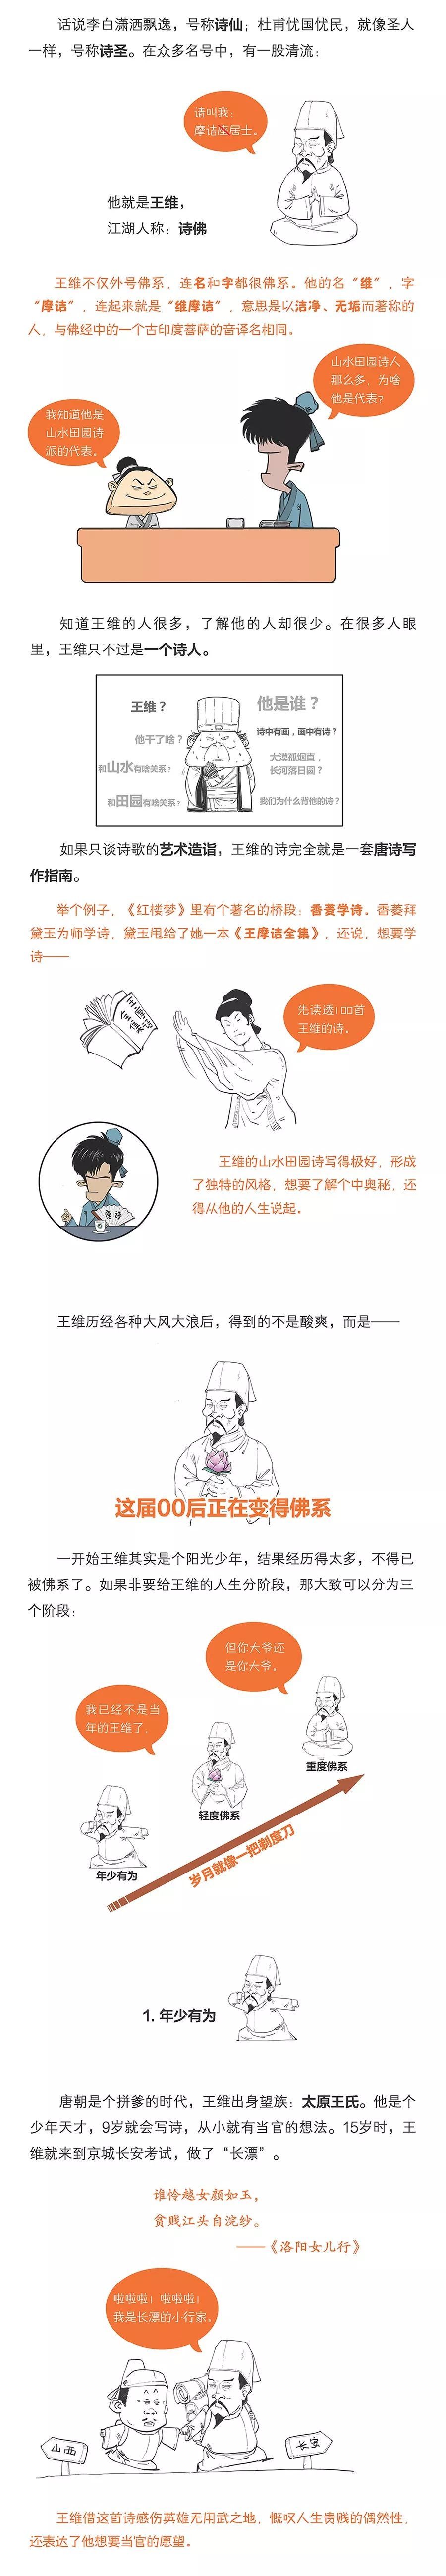 话说李白潇洒飘逸，号称诗仙；杜甫忧国忧民，就像圣人
一样，号称诗圣。在众多名号中，有一股清流：
请叫我：
摩诘居士。
他就是王维，
江湖人称：诗佛
王维不仅外号佛系，连名和字都很佛系。他的名“维”，字
“摩诘”，连起来就是“维摩诘”，意思是以洁净、无垢而著称的
人，与佛经中的一个古印度菩萨的音译名相同。
山水田园诗人
那么多，为啥
他是代表？
我知道他是
山水田园诗
派的代表。
知道王维的人很多，了解他的人却很少。在很多人眼
里，王维只不过是一个诗人。
王维？
他是谁？
诗中有画，画中有诗？
他干了啥？
大漠孤烟直，
长河落日圆？
和山水有啥关系？
和田园有啥关系？
我们为什么背他的诗？
如果只谈诗歌的艺术造诣，王维的诗完全就是一套唐诗写
作指南。
举个例子，《红楼梦》里有个著名的桥段：香菱学诗。香菱拜
黛玉为师学诗，黛玉甩给了她一本《王摩诘全集》，还说，想要学
诗——
王摩诘
全集
先读透100首
王维的诗。
唐诗
王维的山水田园诗写得极好，形成
了独特的风格，想要了解个中奥秘，还
得从他的人生说起。
王维历经各种大风大浪后，得到的不是酸爽，而是——
这届00后正在变得佛系
一开始王维其实是个阳光少年，结果经历得太多，不得已
被佛系了。如果非要给王维的人生分阶段，那大致可以分为三
个阶段：
但你大爷还
是你大爷。
我已经不是当
年的王维了，
重度佛系
轻度佛系
年少有为
岁月就像一把剃度刀
1. 年少有为
唐朝是个拼爹的时代，王维出身望族：太原王氏。他是个
少年天才，9岁就会写诗，从小就有当官的想法。15岁时，王
维就来到京城长安考试，做了“长漂”。
谁怜越女颜如玉，
贫贱江头自浣纱。
——《洛阳女儿行》
啦啦啦！啦啦啦！
我是长漂的小行家。
山西
长安
王维借这首诗感伤英雄无用武之地，慨叹人生贵贱的偶然性，
还表达了他想要当官的愿望。